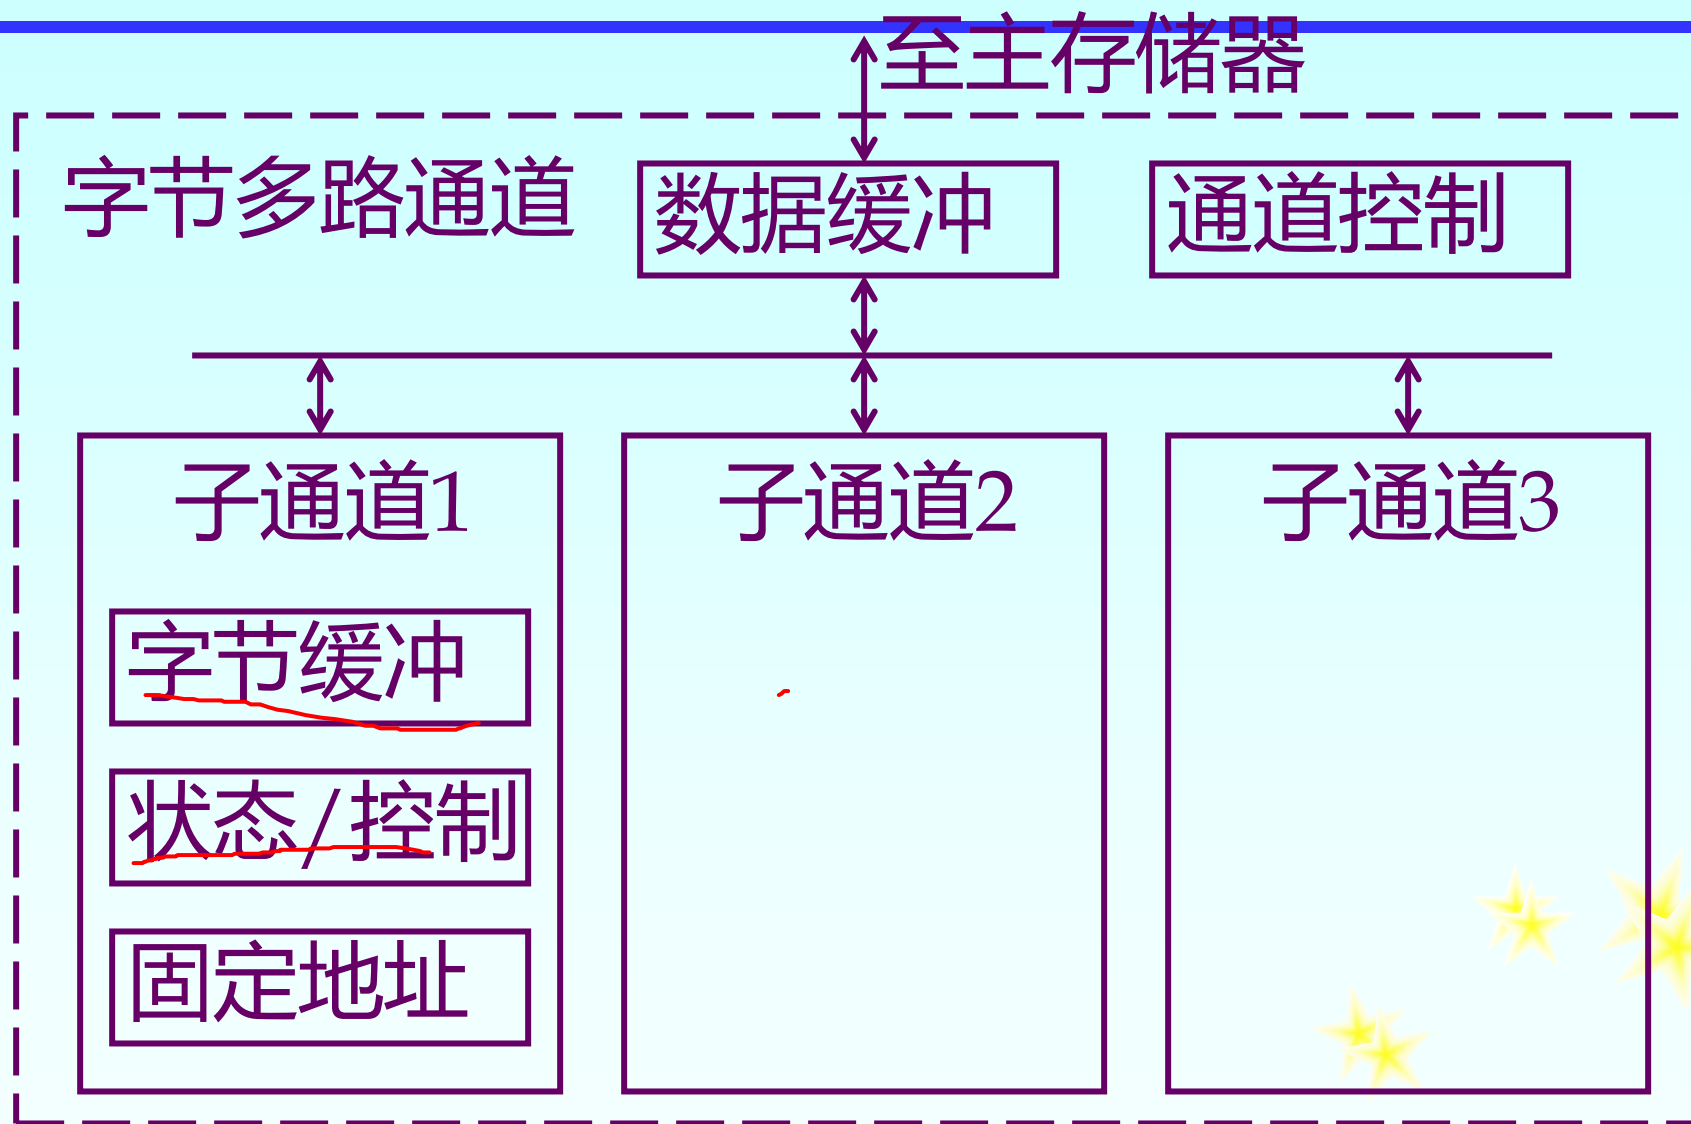 至主存储器
字节多路通道
数据缓冲
通道控制
子通道1
子通道2
子通道3
字节缓冲
状态/控制
固定地址